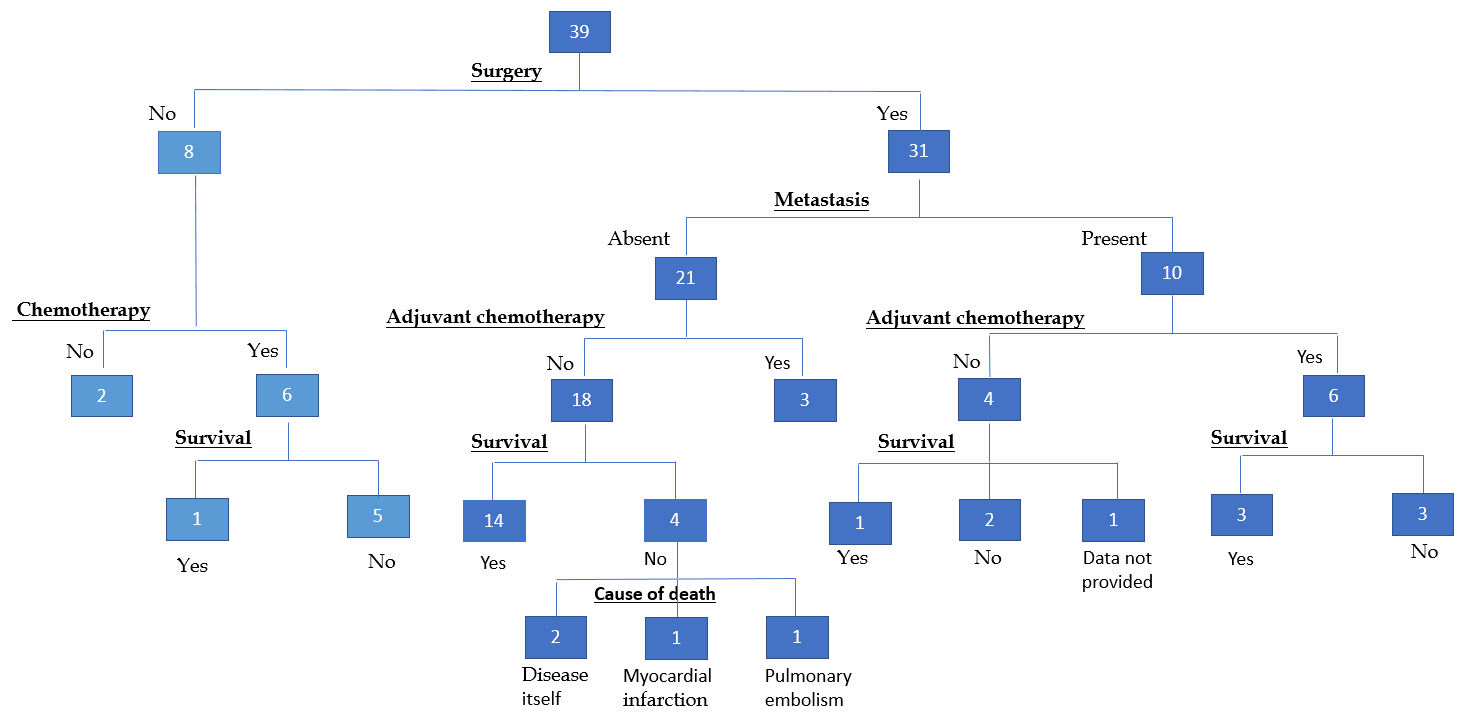 39
Surgery
No
Yes
8
31
Metastasis
Absent
Present
21
10
Chemotherapy
Adjuvant chemotherapy
Adjuvant chemotherapy
No
Yes
No
Yes
No
Yes
2
6
18
3
4
6
Survival
Survival
Survival
Survival
1
5
14
4
1
2
1
3
3
Yes
No
Yes
No
Yes
No
Data not
provided
Yes
No
Cause of death
2
1
1
Disease
itself
Myocardial
infarction
Pulmonary
embolism